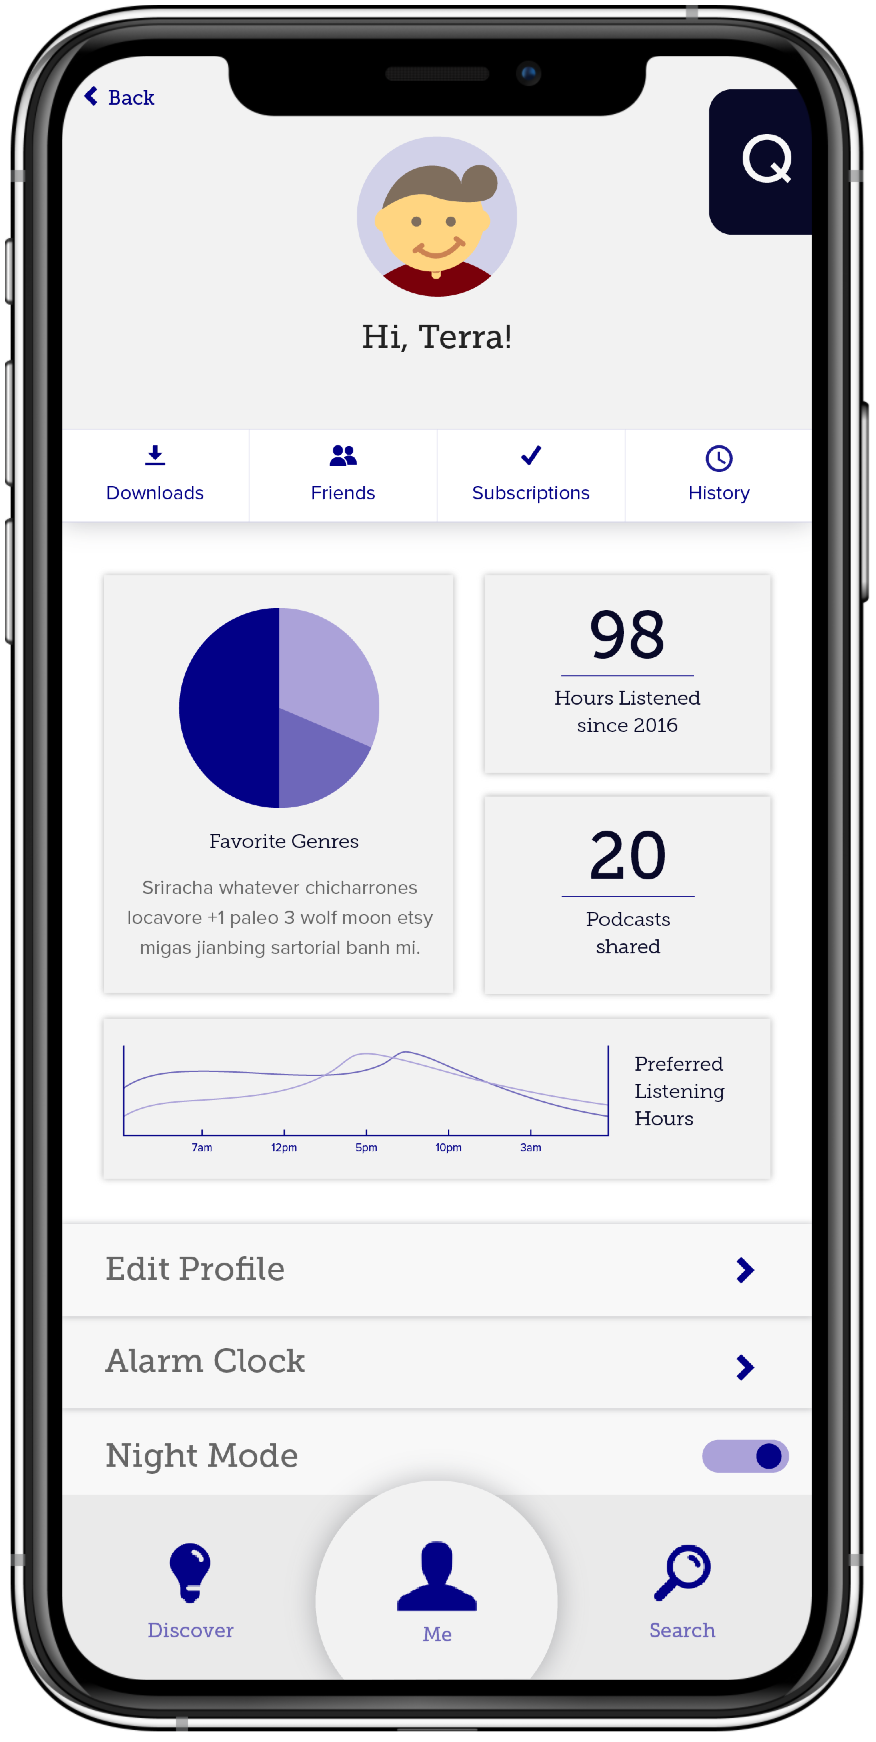 Back
Q
Hi, Terra!
Downloads
Friends
Subscriptions
History
Favorite Genres
Sriracha whatever chicharrones
locavore +1 paleo 3 wolf moon etsy
migas jianbing sartorial banh mi.
98
Hours Listened
since 2016
20
Podcasts
shared
7am
12pm
5pm
10pm
3am
Preferred
Listening
Hours
Edit Profile
Alarm Clock
Night Mode
Discover
Me
Search